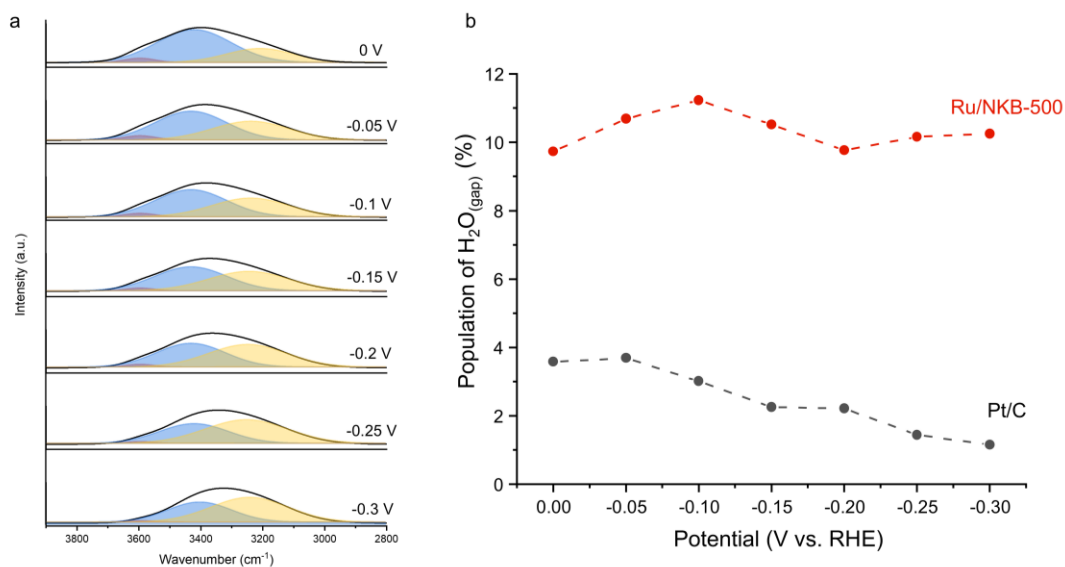 a
0 V
-0.05 V
-0.1 V
-0.15 V
-0.2 V
-0.25 V
-0.3 V
Intensity (a.u.)
3800 3600 3400 3200 3000 2800
Wavenumber (cm⁻¹)
b
12
10
8
6
4
2
0
Population of H₂O₍gap₎ (%)
Ru/NKB-500
Pt/C
0.00 -0.05 -0.10 -0.15 -0.20 -0.25 -0.30
Potential (V vs. RHE)